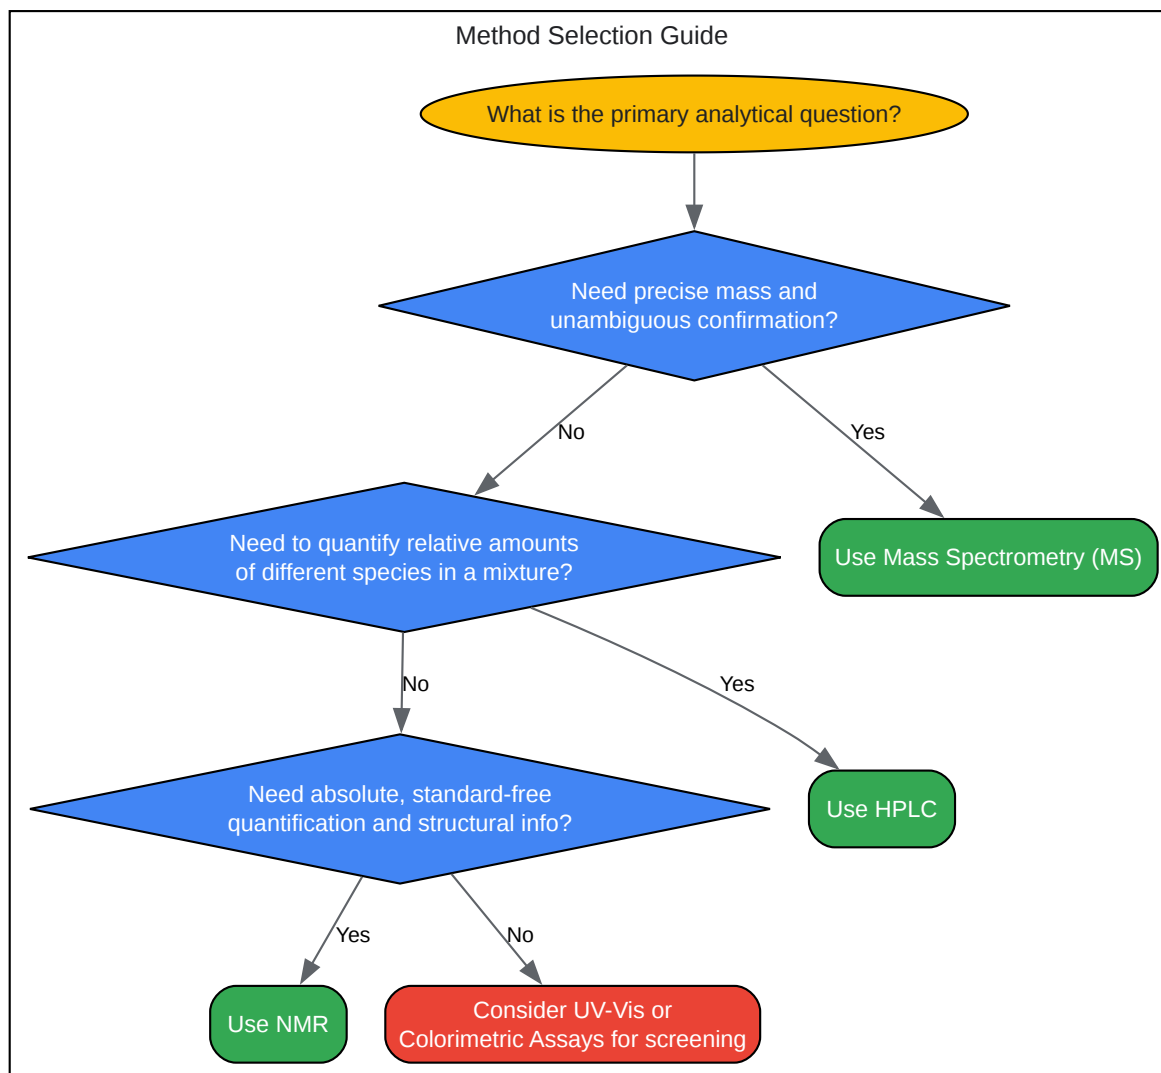 Method Selection Guide
What is the primary analytical question?
Need precise mass and
unambiguous confirmation?
No
Yes
Need to quantify relative amounts
of different species in a mixture?
Use Mass Spectrometry (MS)
No
Yes
Need absolute, standard-free
quantification and structural info?
Use HPLC
Yes
No
Use NMR
Consider UV-Vis or
Colorimetric Assays for screening